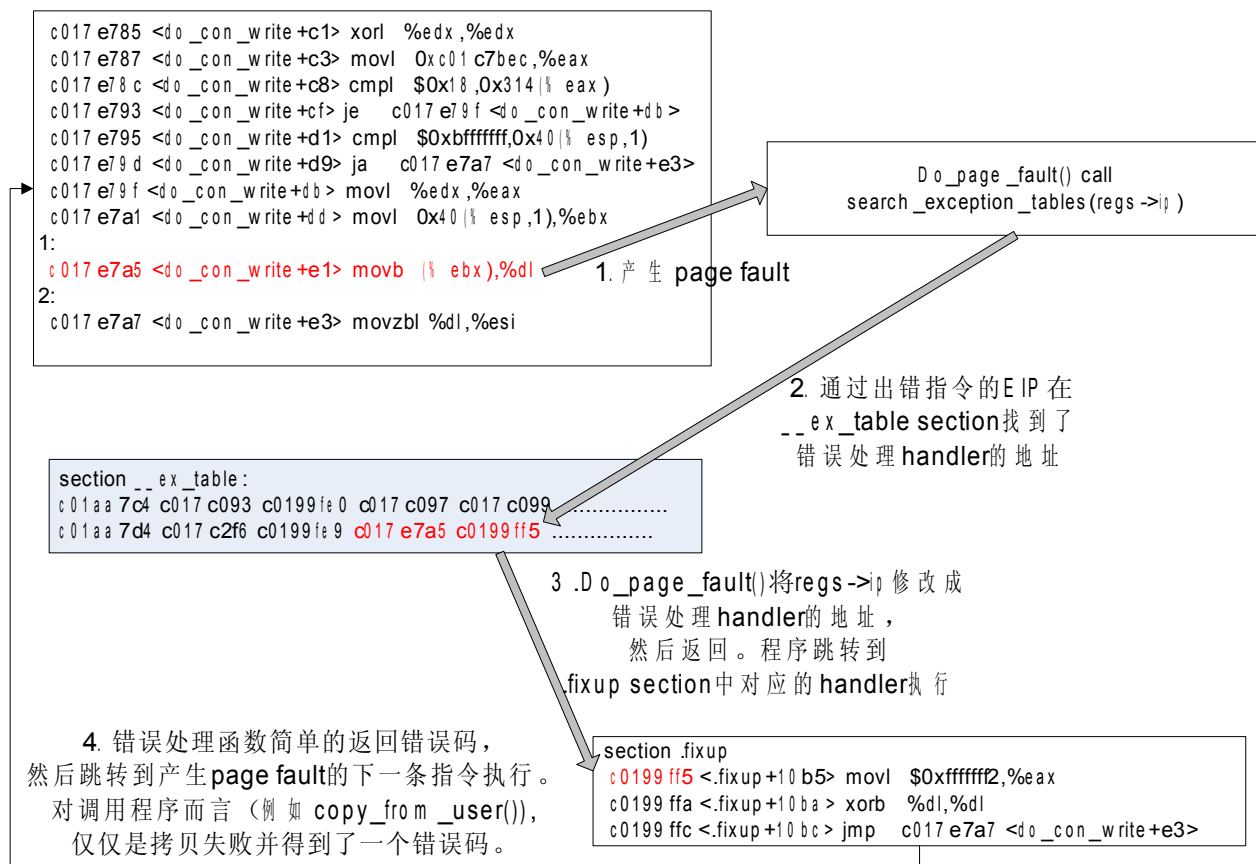 c017e785 <do_con_write+c1> xorl %edx,%edx
c017e787 <do_con_write+c3> movl 0xc01c7bec,%eax
c017e78c <do_con_write+c8> cmpl $0x18,0x314(%eax)
c017e793 <do_con_write+cf> je c017e79f <do_con_write+db>
c017e795 <do_con_write+d1> cmpl $0xbfffffff,0x40(%esp,1)
c017e79d <do_con_write+d9> ja c017e7a7 <do_con_write+e3>
c017e79f <do_con_write+db> movl %edx,%eax
c017e7a1 <do_con_write+dd> movl 0x40(%esp,1),%ebx
1:
c017e7a5 <do_con_write+e1> movb (%ebx),%dl
2:
c017e7a7 <do_con_write+e3> movzbl %dl,%esi
Do_page_fault() call
search_exception_tables(regs->ip)
1. 产生 page fault
2. 通过出错指令的EIP在
__ex_table section找到了
错误处理handler的地址
section __ex_table:
c01aa7c4 c017c093 c0199fe0 c017c097 c017c099 .................
c01aa7d4 c017c2f6 c0199fe9 c017e7a5 c0199ff5 ................
3.Do_page_fault()将regs->ip修改成
错误处理handler的地址，
然后返回。程序跳转到
.fixup section中对应的handler执行
4. 错误处理函数简单的返回错误码，
然后跳转到产生page fault的下一条指令执行。
对调用程序而言（例如 copy_from_user()),
仅仅是拷贝失败并得到了一个错误码。
section .fixup
c0199ff5 <.fixup+10b5> movl $0xfffffff2,%eax
c0199ffa <.fixup+10ba> xorb %dl,%dl
c0199ffc <.fixup+10bc> jmp c017e7a7 <do_con_write+e3>